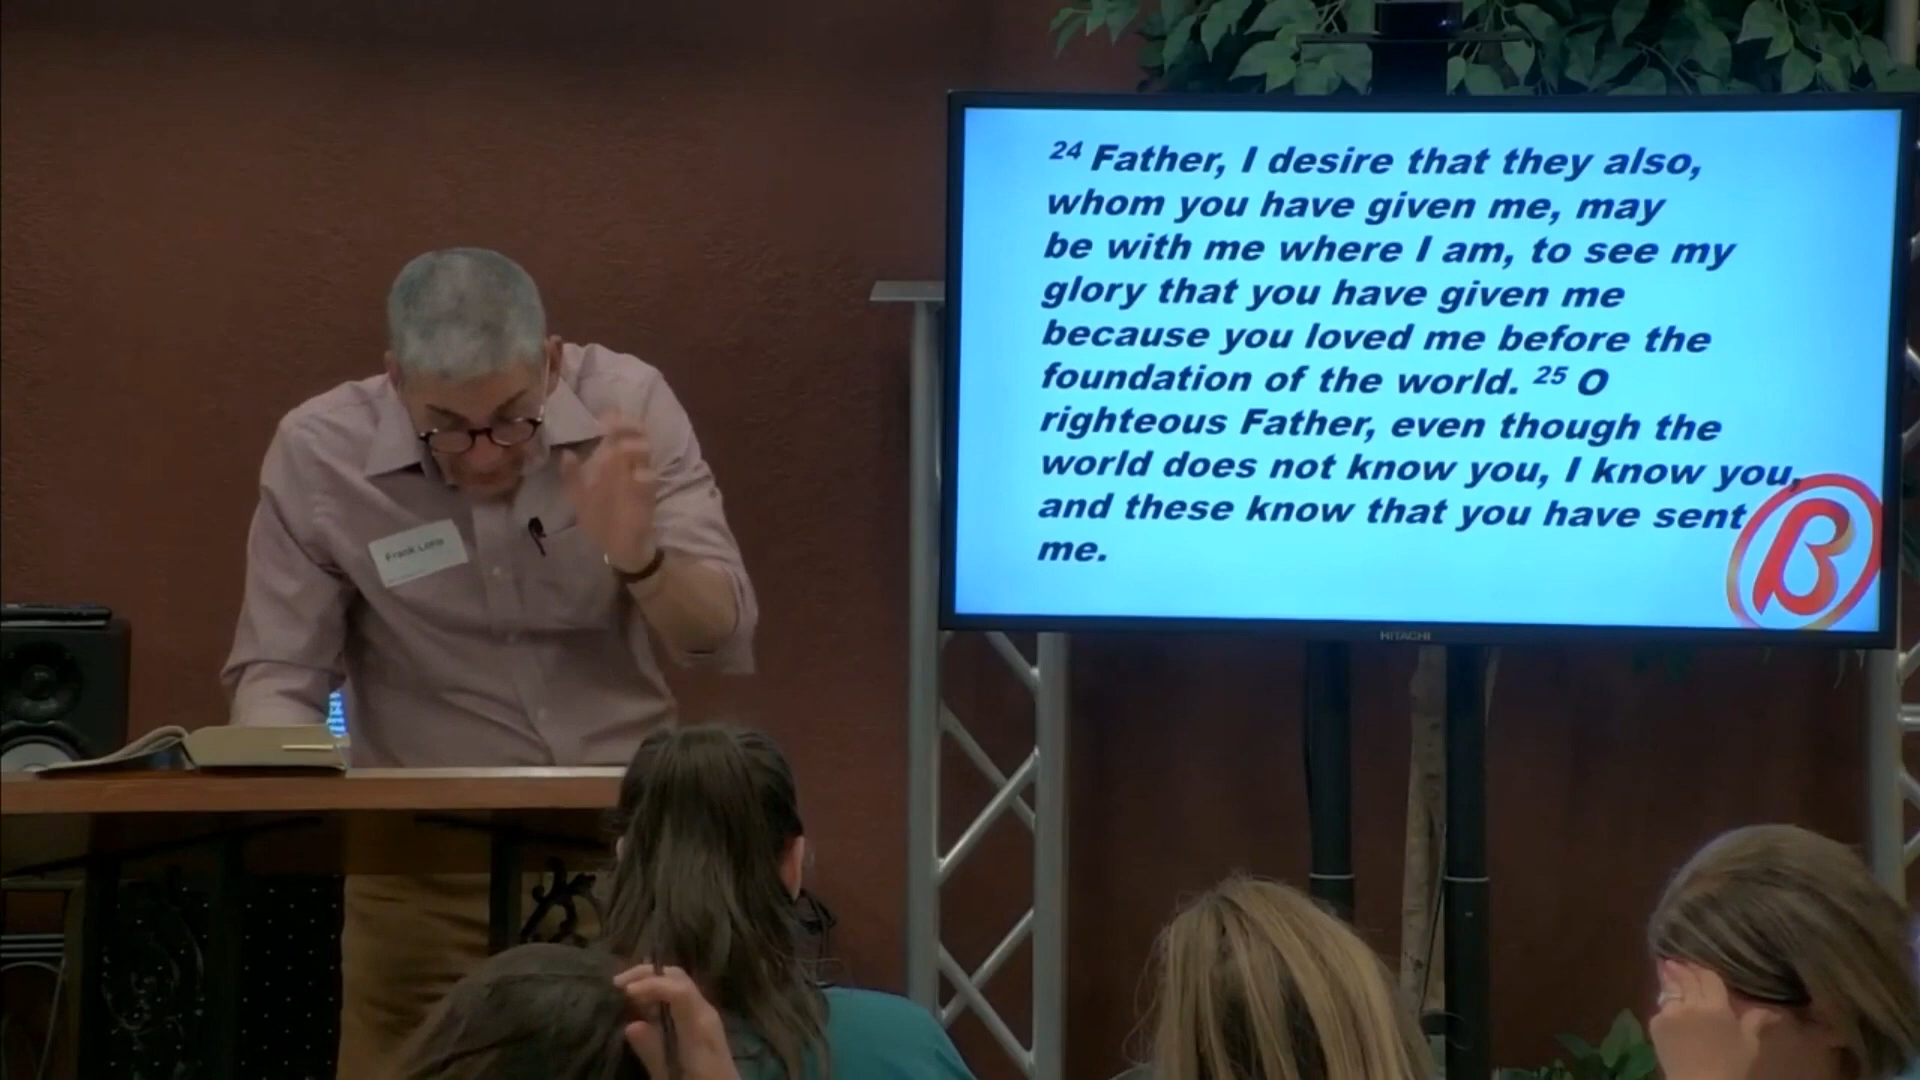 24 Father, I desire that they also,
whom you have given me, may
be with me where I am, to see my
glory that you have given me
because you loved me before the
foundation of the world. 25 O
righteous Father, even though the
world does not know you, I know you,
and these know that you have sent
me.
HITACHI
Frank